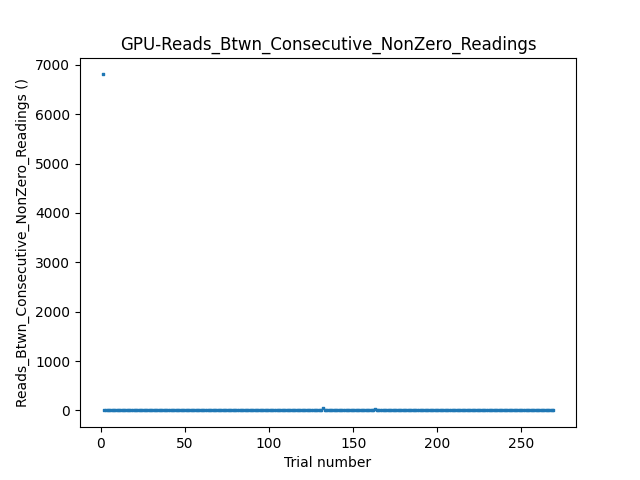 GPU-Reads_Btwn_Consecutive_NonZero_Readings
Reads_Btwn_Consecutive_NonZero_Readings ()
7000
6000
5000
4000
3000
2000
1000
0
0 50 100 150 200 250
Trial number